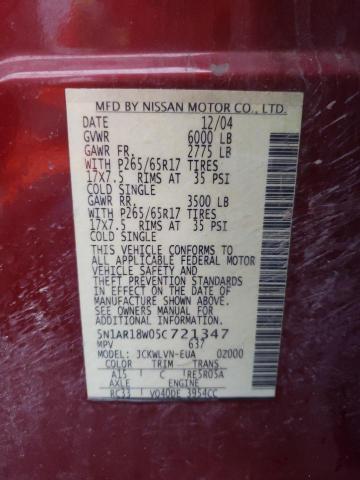 MFD BY NISSAN MOTOR CO., LTD.
DATE 12/04
GVWR 6000 LB
GAWR FR. 2775 LB
WITH P265/65R17 TIRES
17X7.5 RIMS AT 35 PSI
COLD SINGLE
GAWR RR. 3500 LB
WITH P265/65R17 TIRES
17X7.5 RIMS AT 35 PSI
COLD SINGLE
THIS VEHICLE CONFORMS TO
ALL APPLICABLE FEDERAL MOTOR
VEHICLE SAFETY AND
THEFT PREVENTION STANDARDS
IN EFFECT ON THE DATE OF
MANUFACTURE SHOWN ABOVE.
SEE OWNERS MANUAL FOR
ADDITIONAL INFORMATION.
5N1AR18W05C721347
MPV 637
MODEL: JCKWLVN-EUA 02000
COLOR TRIM TRANS
A15 C RE5R05A
AXLE ENGINE
RC33 VQ40DE 3954CC